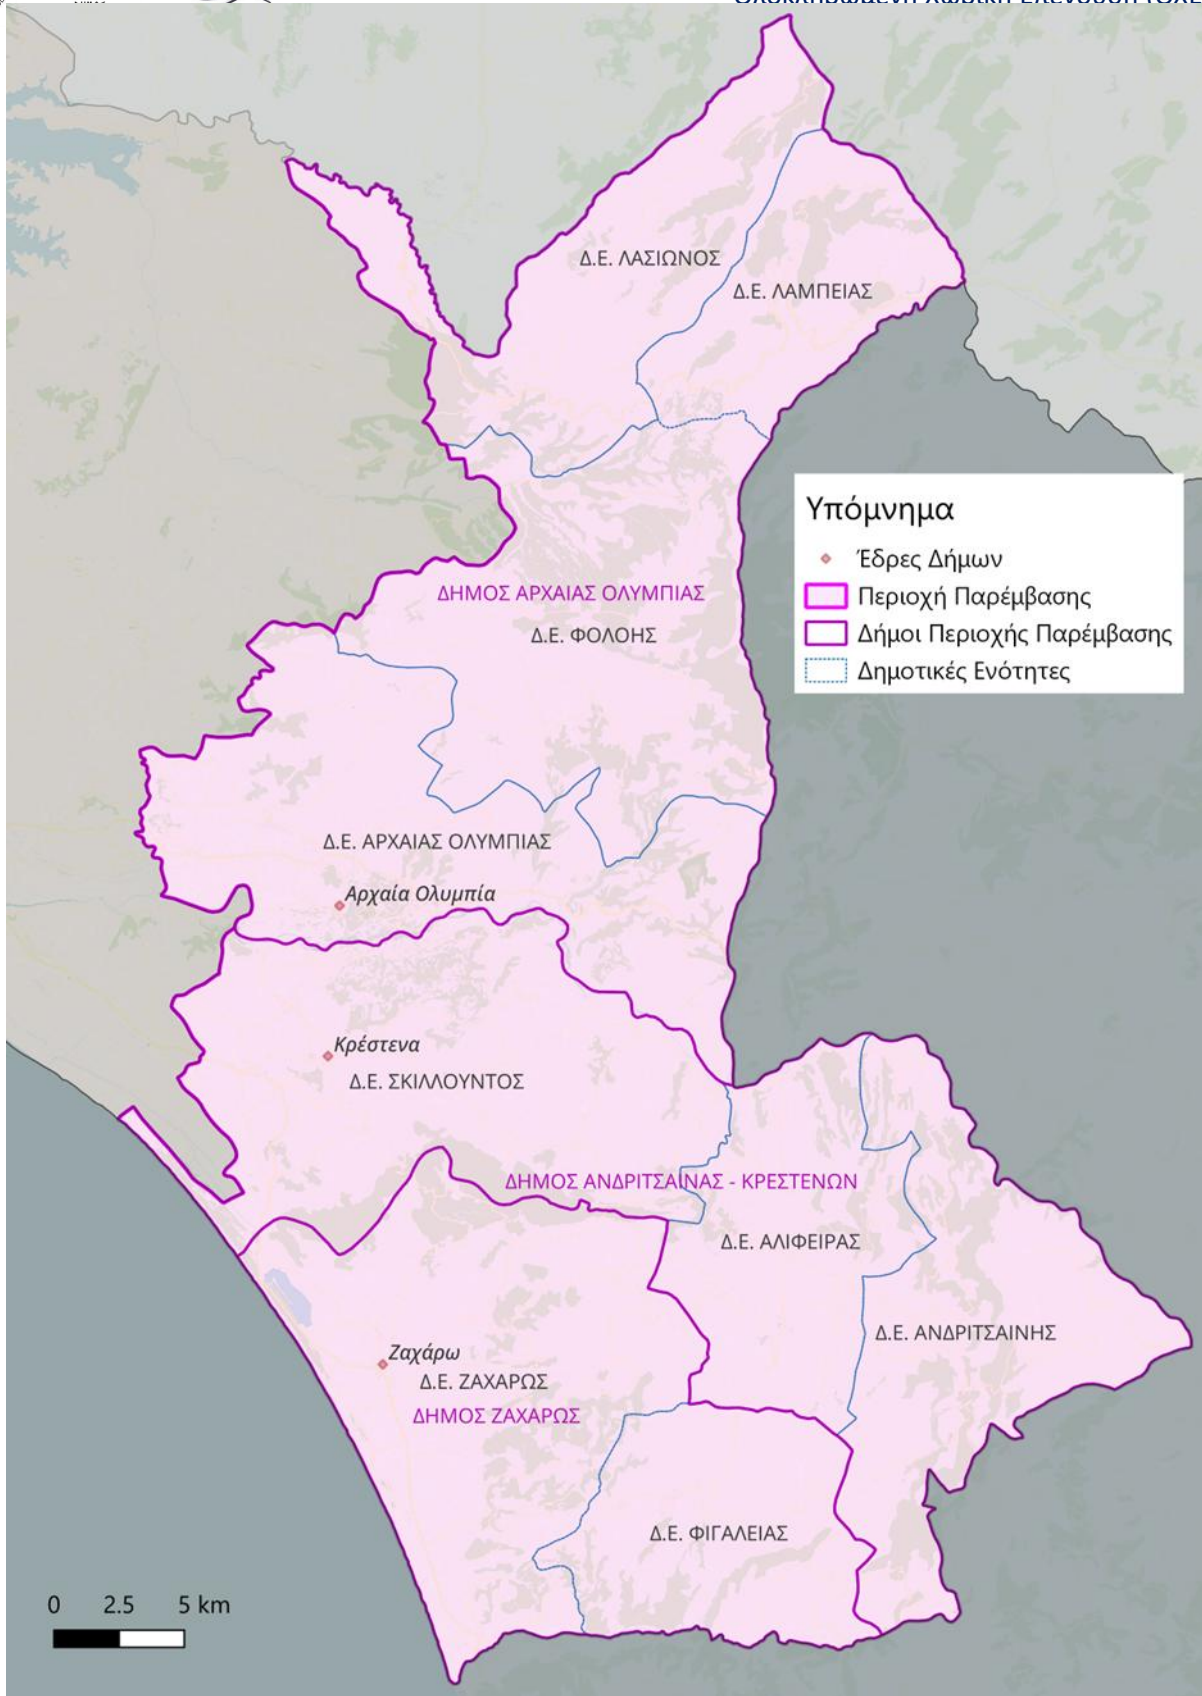 Δ.Ε. ΛΑΣΙΩΝΟΣ
Δ.Ε. ΛΑΜΠΕΙΑΣ
Υπόμνημα
Έδρες Δήμων
Περιοχή Παρέμβασης
Δήμοι Περιοχής Παρέμβασης
Δημοτικές Ενότητες
ΔΗΜΟΣ ΑΡΧΑΙΑΣ ΟΛΥΜΠΙΑΣ
Δ.Ε. ΦΟΛΟΗΣ
Δ.Ε. ΑΡΧΑΙΑΣ ΟΛΥΜΠΙΑΣ
Αρχαία Ολυμπία
Κρέστενα
Δ.Ε. ΣΚΙΛΛΟΥΝΤΟΣ
ΔΗΜΟΣ ΑΝΔΡΙΤΣΑΙΝΑΣ - ΚΡΕΣΤΕΝΩΝ
Δ.Ε. ΑΛΙΦΕΙΡΑΣ
Δ.Ε. ΑΝΔΡΙΤΣΑΙΝΗΣ
Ζαχάρω
Δ.Ε. ΖΑΧΑΡΩΣ
ΔΗΜΟΣ ΖΑΧΑΡΩΣ
Δ.Ε. ΦΙΓΑΛΕΙΑΣ
0 2.5 5 km